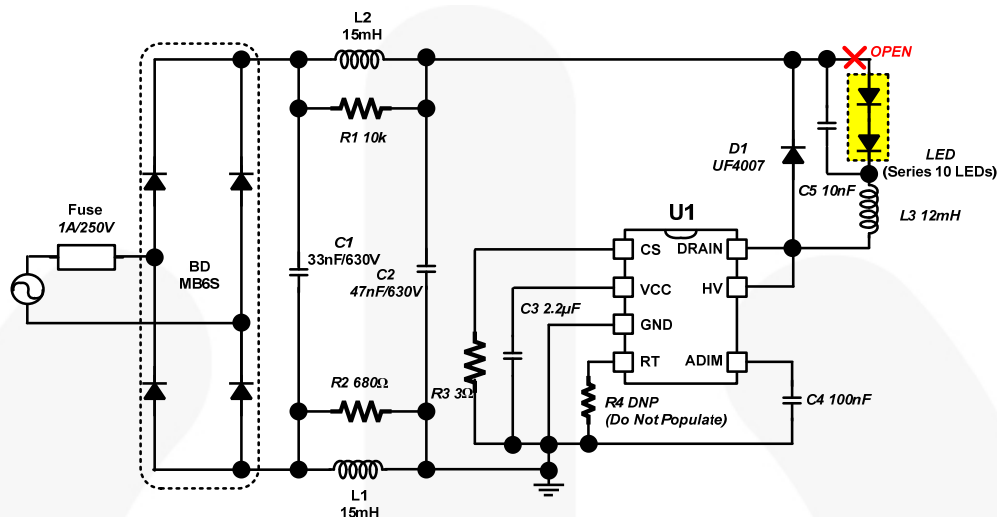 L2
15mH
OPEN
R1 10k
D1
UF4007
LED
(Series 10 LEDs)
C5 10nF
L3 12mH
Fuse
1A/250V
U1
CS
DRAIN
BD
MB6S
C1
33nF/630V
C2
47nF/630V
VCC
HV
C3 2.2µF
GND
RT
ADIM
R2 680Ω
R3 3Ω
R4 DNP
(Do Not Populate)
C4 100nF
L1
15mH